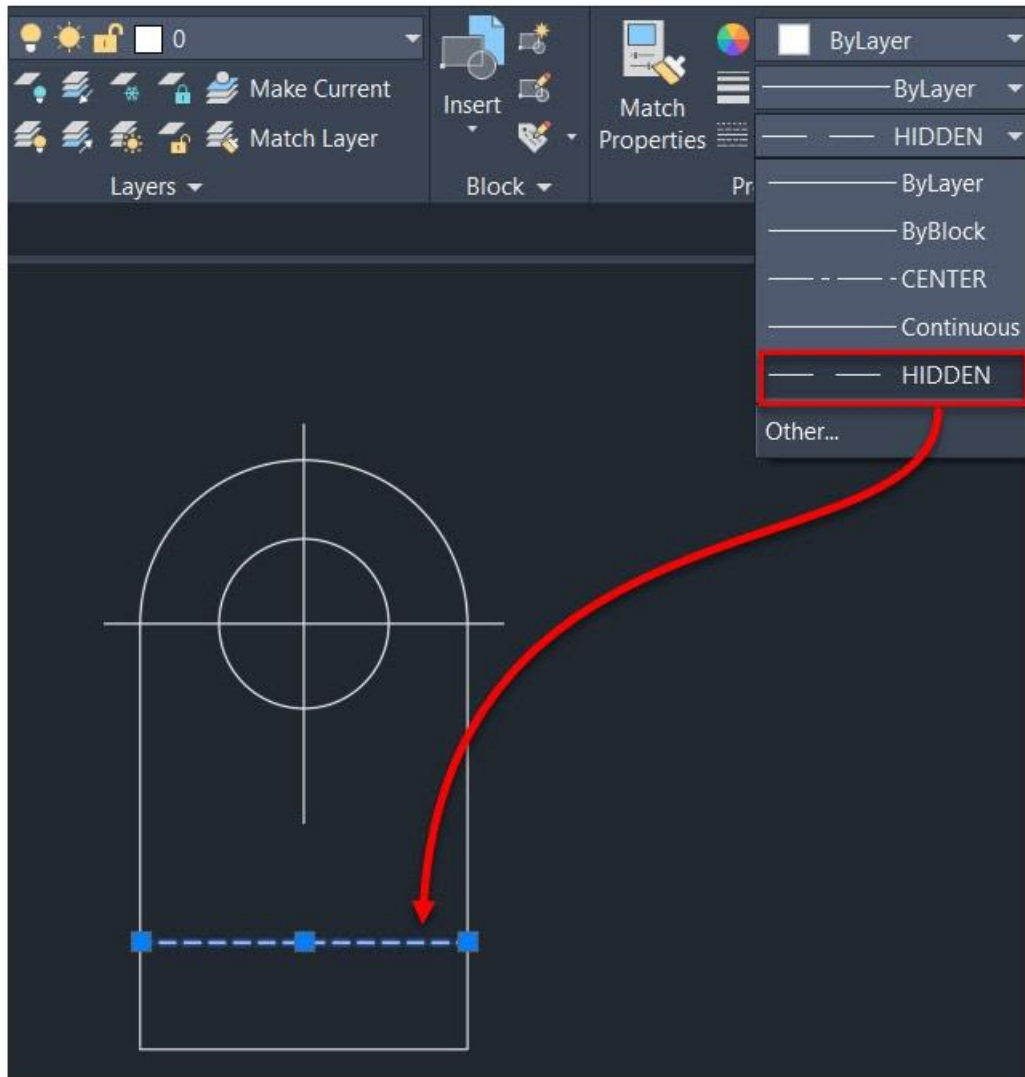 0
ByLayer
Make Current
Insert
Match
Properties
ByLayer
Match Layer
HIDDEN
Layers
Block
Pr
ByLayer
ByBlock
CENTER
Continuous
HIDDEN
Other...